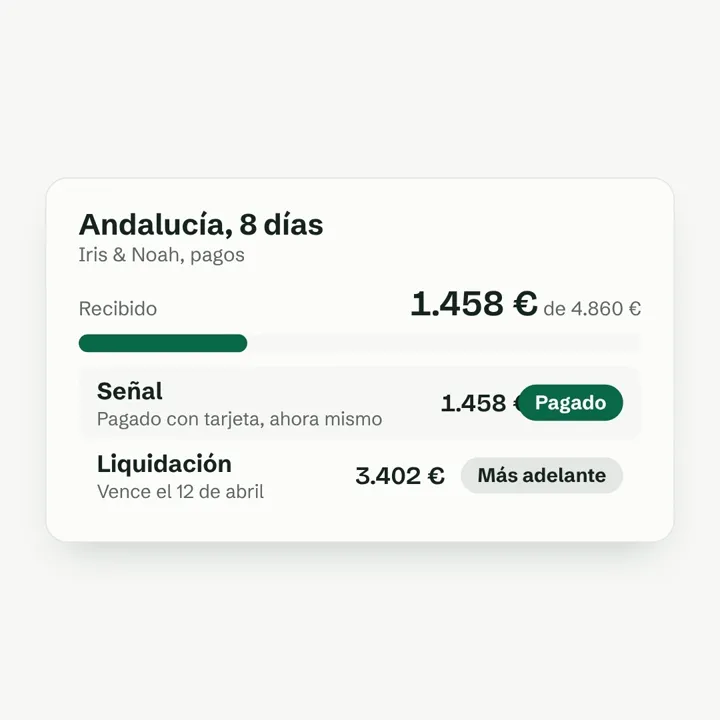 Andalucía, 8 días
Iris & Noah, pagos
Recibido 1.458 € de 4.860 €
Señal
Pagado con tarjeta, ahora mismo
1.458 € Pagado
Liquidación
Vence el 12 de abril
3.402 € Más adelante